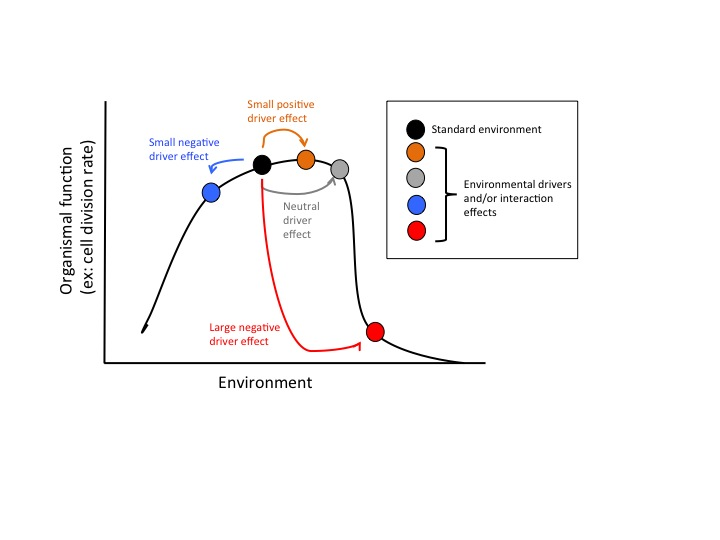 Small positive
driver effect
Small negative
driver effect
Standard environment
Environmental drivers
and/or interaction
effects
Neutral
driver
effect
Large negative
driver effect
Organismal function
(ex: cell division rate)
Environment